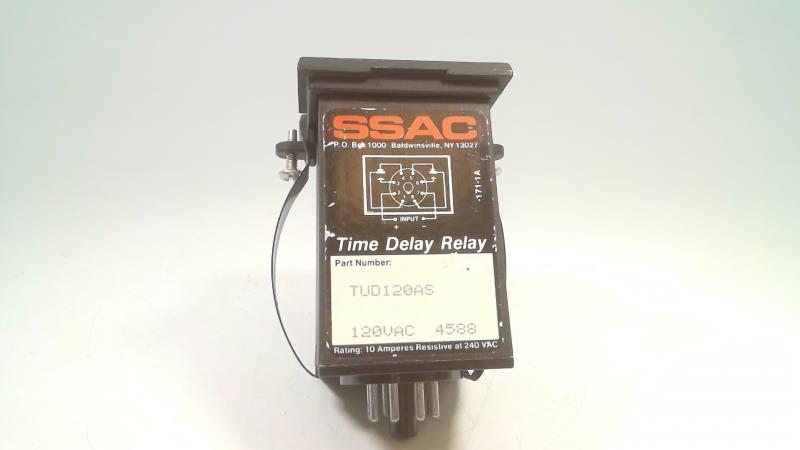 SSAC
P.O. Box 1000 Baldwinsville, NY 13027
171-1A
INPUT
+ -
Time Delay Relay
Part Number:
TUD120AS
120VAC 4588
Rating: 10 Amperes Resistive at 240 VAC